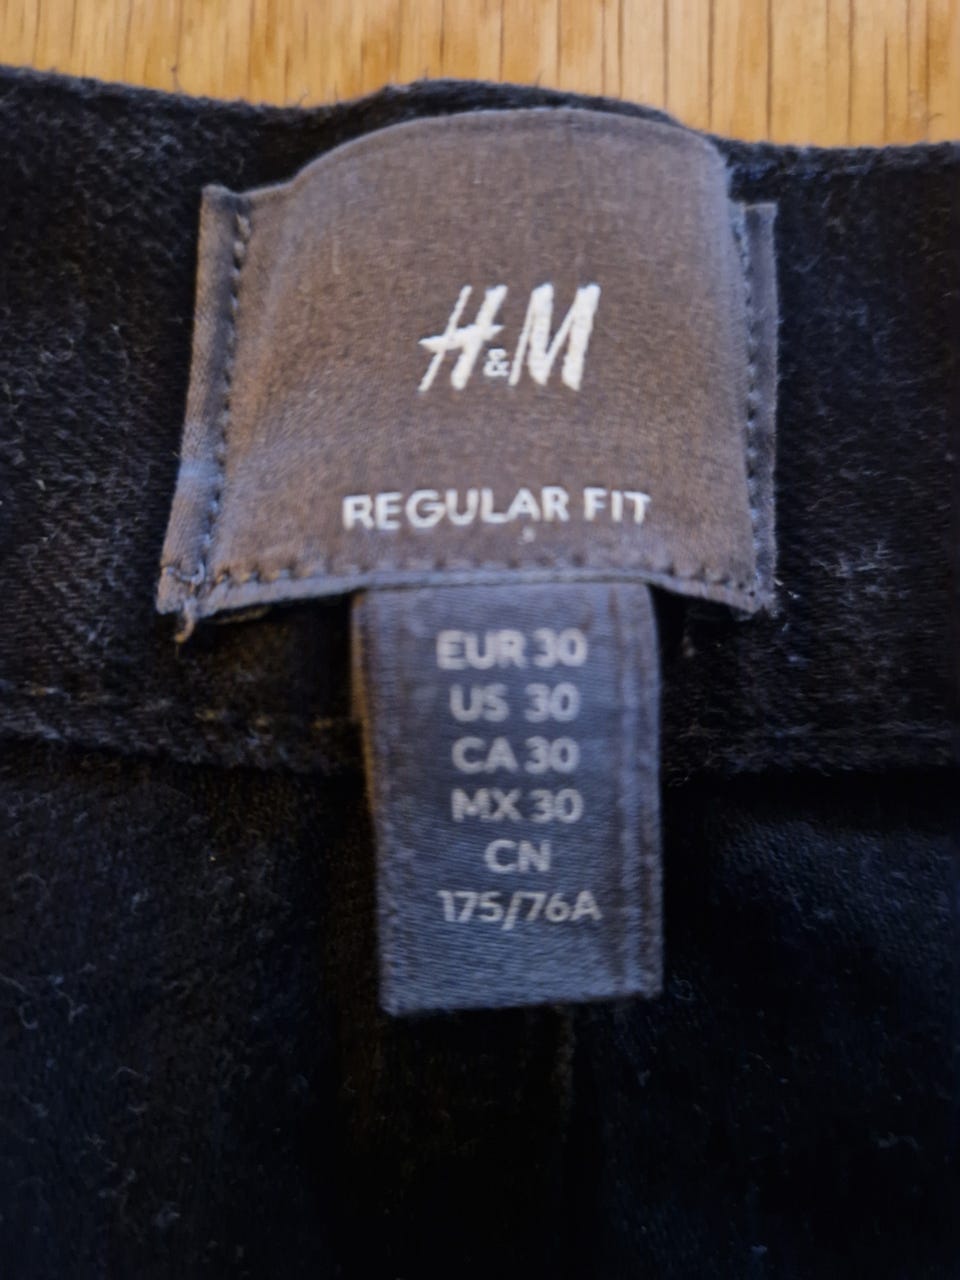 H&M
REGULAR FIT
EUR 30
US 30
CA 30
MX 30
CN
175/76A